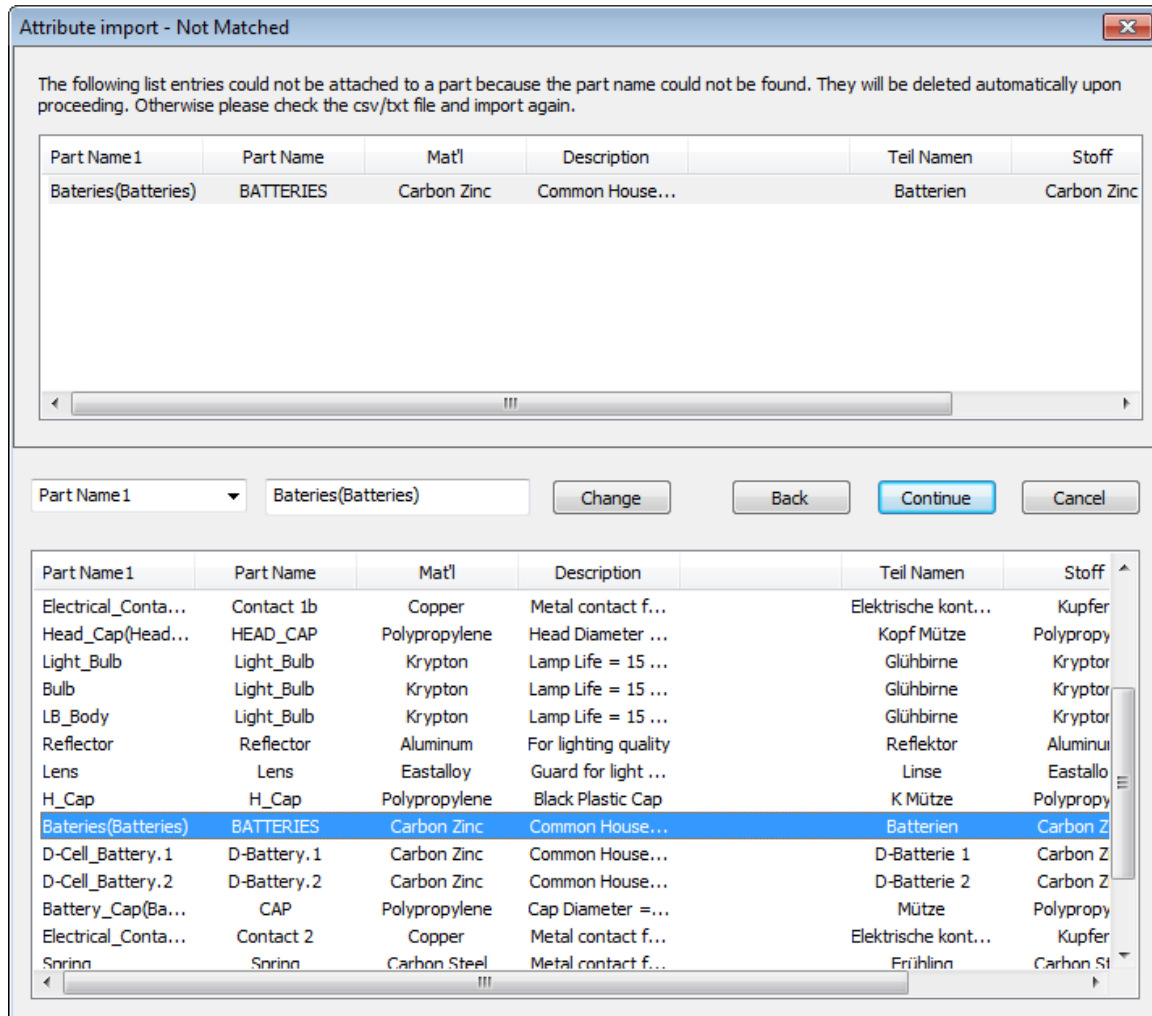 Attribute import - Not Matched
The following list entries could not be attached to a part because the part name could not be found. They will be deleted automatically upon
proceeding. Otherwise please check the csv/txt file and import again.
Part Name1 Part Name Mat'l Description Teil Namen Stoff
Bateries(Batteries) BATTERIES Carbon Zinc Common House... Batterien Carbon Zinc
Part Name1 Bateries(Batteries) Change Back Continue Cancel
Part Name1 Part Name Mat'l Description Teil Namen Stoff
Electrical_Conta... Contact 1b Copper Metal contact f... Elektrische kont... Kupfer
Head_Cap(Head... HEAD_CAP Polypropylene Head Diameter ... Kopf Mütze Polypropy
Light_Bulb Light_Bulb Krypton Lamp Life = 15 ... Glühbirne Krypton
Bulb Light_Bulb Krypton Lamp Life = 15 ... Glühbirne Krypton
LB_Body Light_Bulb Krypton Lamp Life = 15 ... Glühbirne Krypton
Reflector Reflector Aluminum For lighting quality Reflektor Aluminu
Lens Lens Eastalloy Guard for light ... Linse Eastallo
H_Cap H_Cap Polypropylene Black Plastic Cap K Mütze Polypropy
Bateries(Batteries) BATTERIES Carbon Zinc Common House... Batterien Carbon Z
D-Cell_Battery.1 D-Battery.1 Carbon Zinc Common House... D-Batterie 1 Carbon Z
D-Cell_Battery.2 D-Battery.2 Carbon Zinc Common House... D-Batterie 2 Carbon Z
Battery_Cap(Ba... CAP Polypropylene Cap Diameter =... Mütze Polypropy
Electrical_Conta... Contact 2 Copper Metal contact f... Elektrische kont... Kupfer
Spring Spring Carbon Steel Metal contact f... Frühling Carbon St